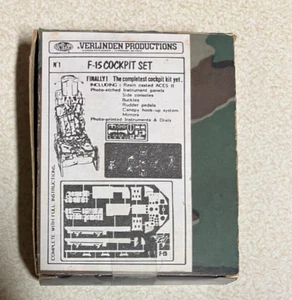 VERLINDEN PRODUCTIONS
N°1
F-15 COCKPIT SET
FINALLY! The completest cockpit kit yet.
INCLUDING: Resin casted ACES II
Photo-etched Instrument panels
Side consoles
Buckles
Rudder pedals
Canopy hook-up system
Mirrors
Photo-printed Instruments & Dials
COMPLETE WITH FULL INSTRUCTIONS.